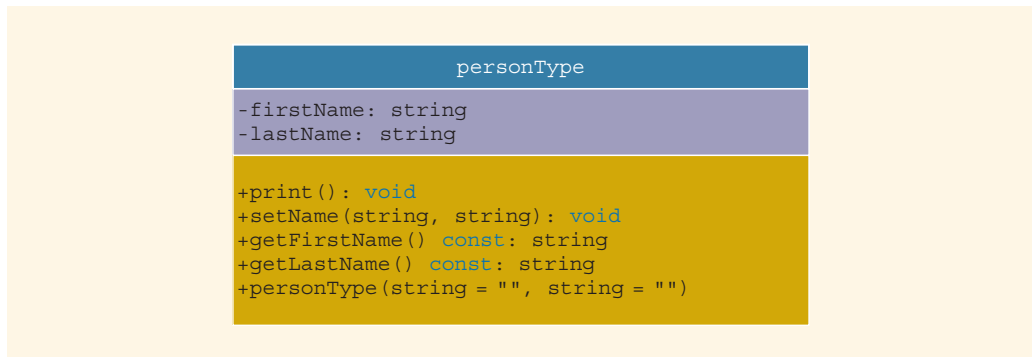 personType
-firstName: string
-lastName: string
+print(): void
+setName(string, string): void
+getFirstName() const: string
+getLastName() const: string
+personType(string = "", string = "")